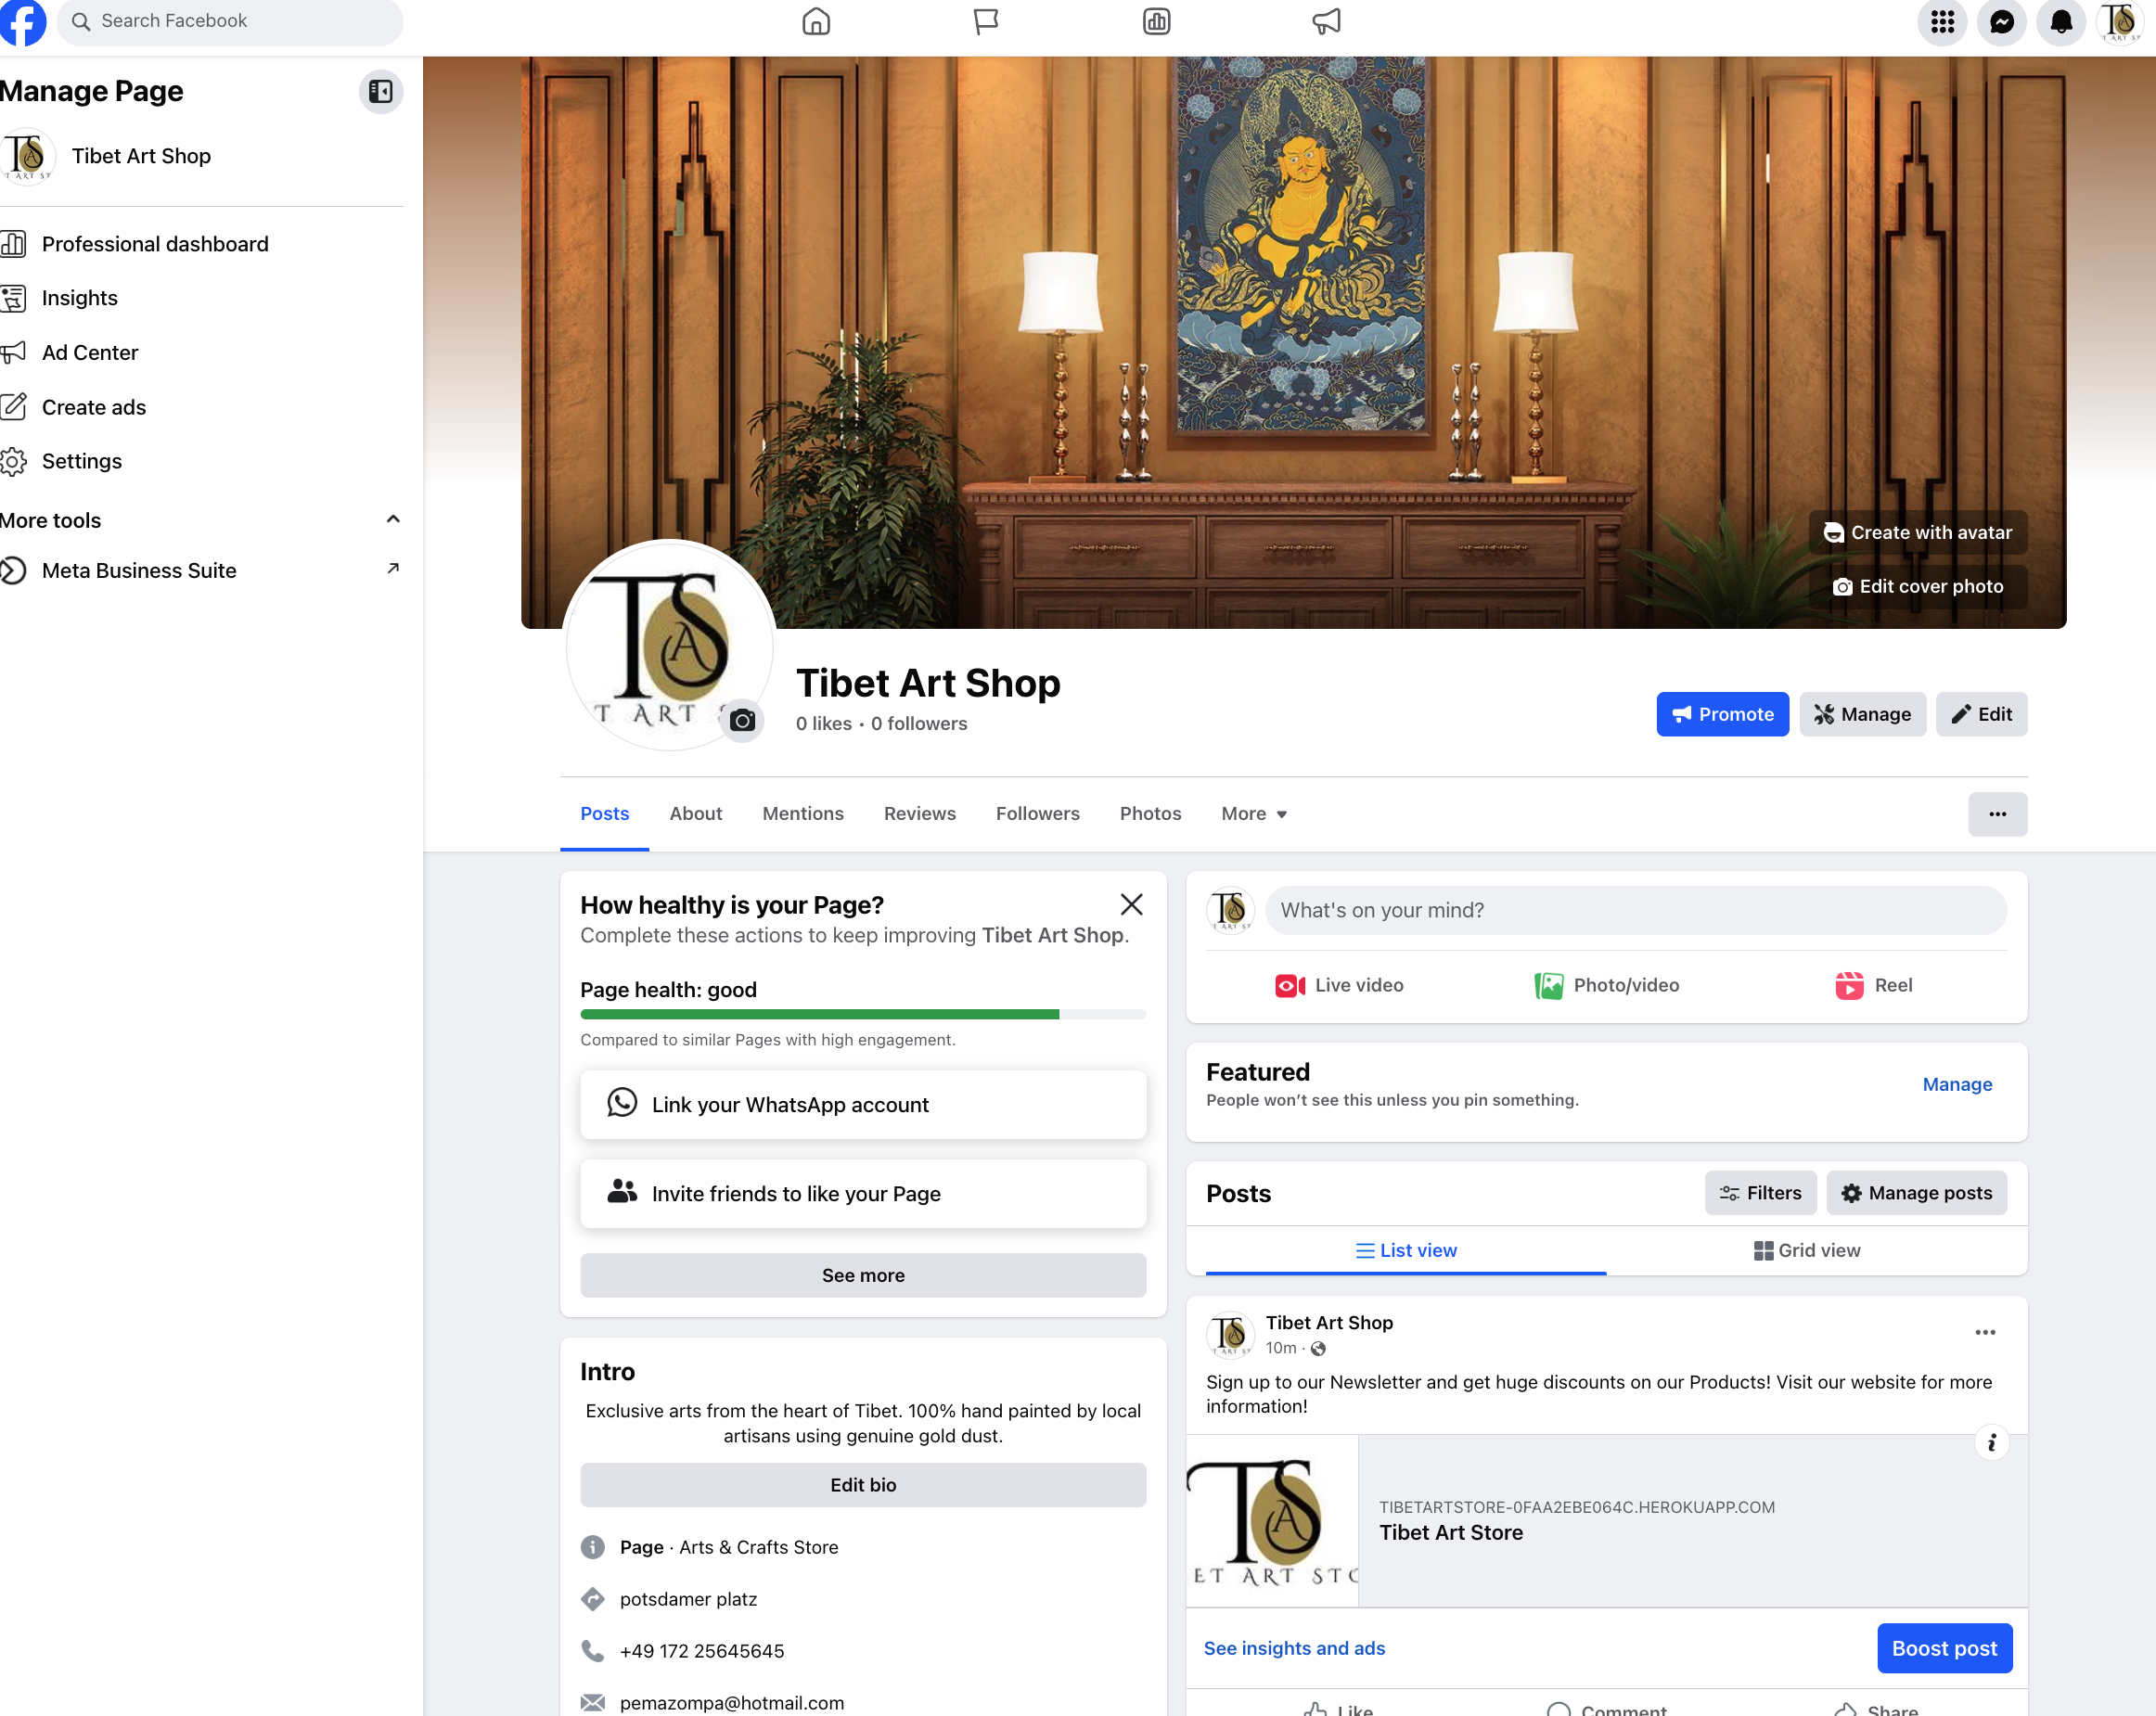 Search Facebook
Manage Page
Tibet Art Shop
Professional dashboard
Insights
Ad Center
Create ads
Settings
More tools
Meta Business Suite
Create with avatar
Edit cover photo
TS
A
T ART
Tibet Art Shop
0 likes • 0 followers
Promote
Manage
Edit
Posts
About
Mentions
Reviews
Followers
Photos
More
How healthy is your Page?
Complete these actions to keep improving Tibet Art Shop.
Page health: good
Compared to similar Pages with high engagement.
Link your WhatsApp account
Invite friends to like your Page
See more
Intro
Exclusive arts from the heart of Tibet. 100% hand painted by local
artisans using genuine gold dust.
Edit bio
Page · Arts & Crafts Store
potsdamer platz
+49 172 25645645
pemazompa@hotmail.com
What's on your mind?
Live video
Photo/video
Reel
Featured
Manage
People won’t see this unless you pin something.
Posts
Filters
Manage posts
List view
Grid view
Tibet Art Shop
10m ·
Sign up to our Newsletter and get huge discounts on our Products! Visit our website for more
information!
TS
A
ET ART STO
TIBETARTSTORE-0FAA2EBE064C.HEROKUAPP.COM
Tibet Art Store
See insights and ads
Boost post
Like
Comment
Share